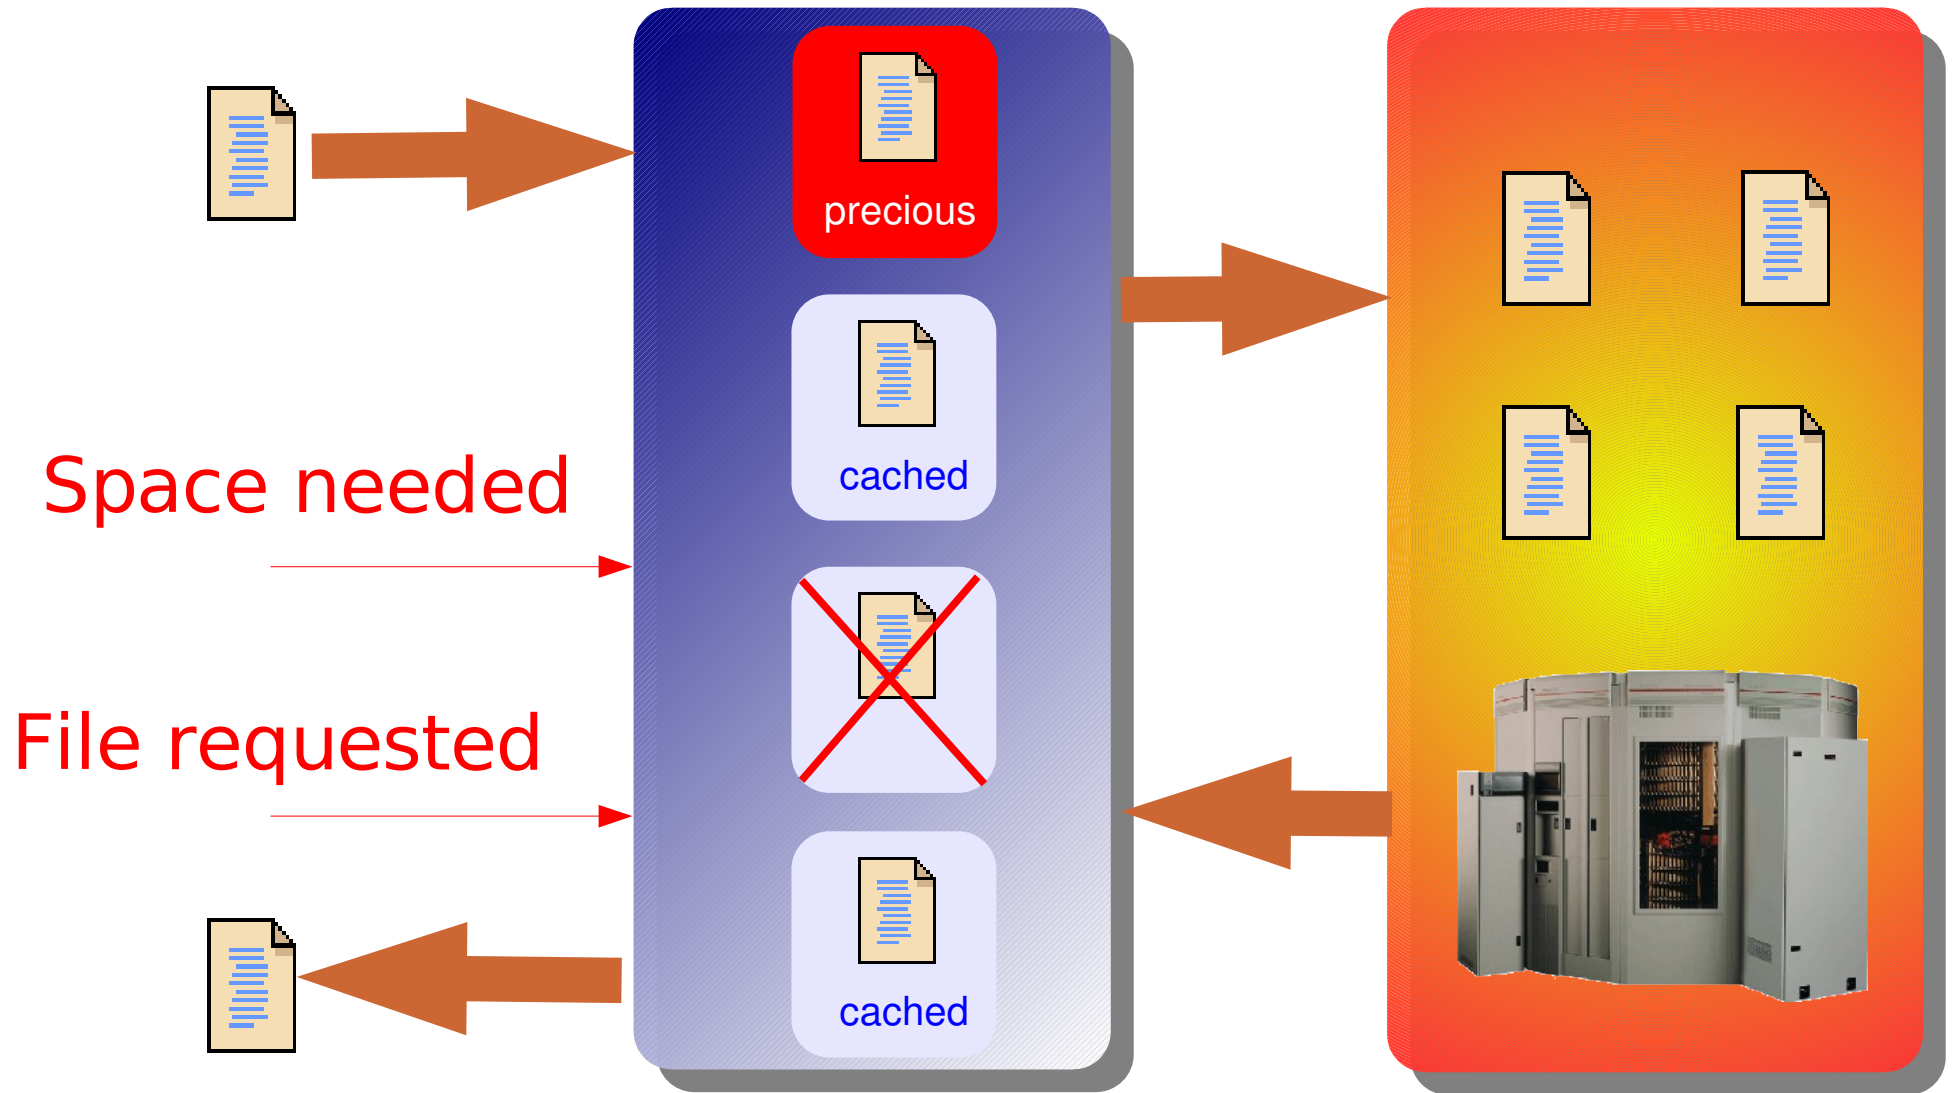 precious
cached
Space needed
File requested
cached